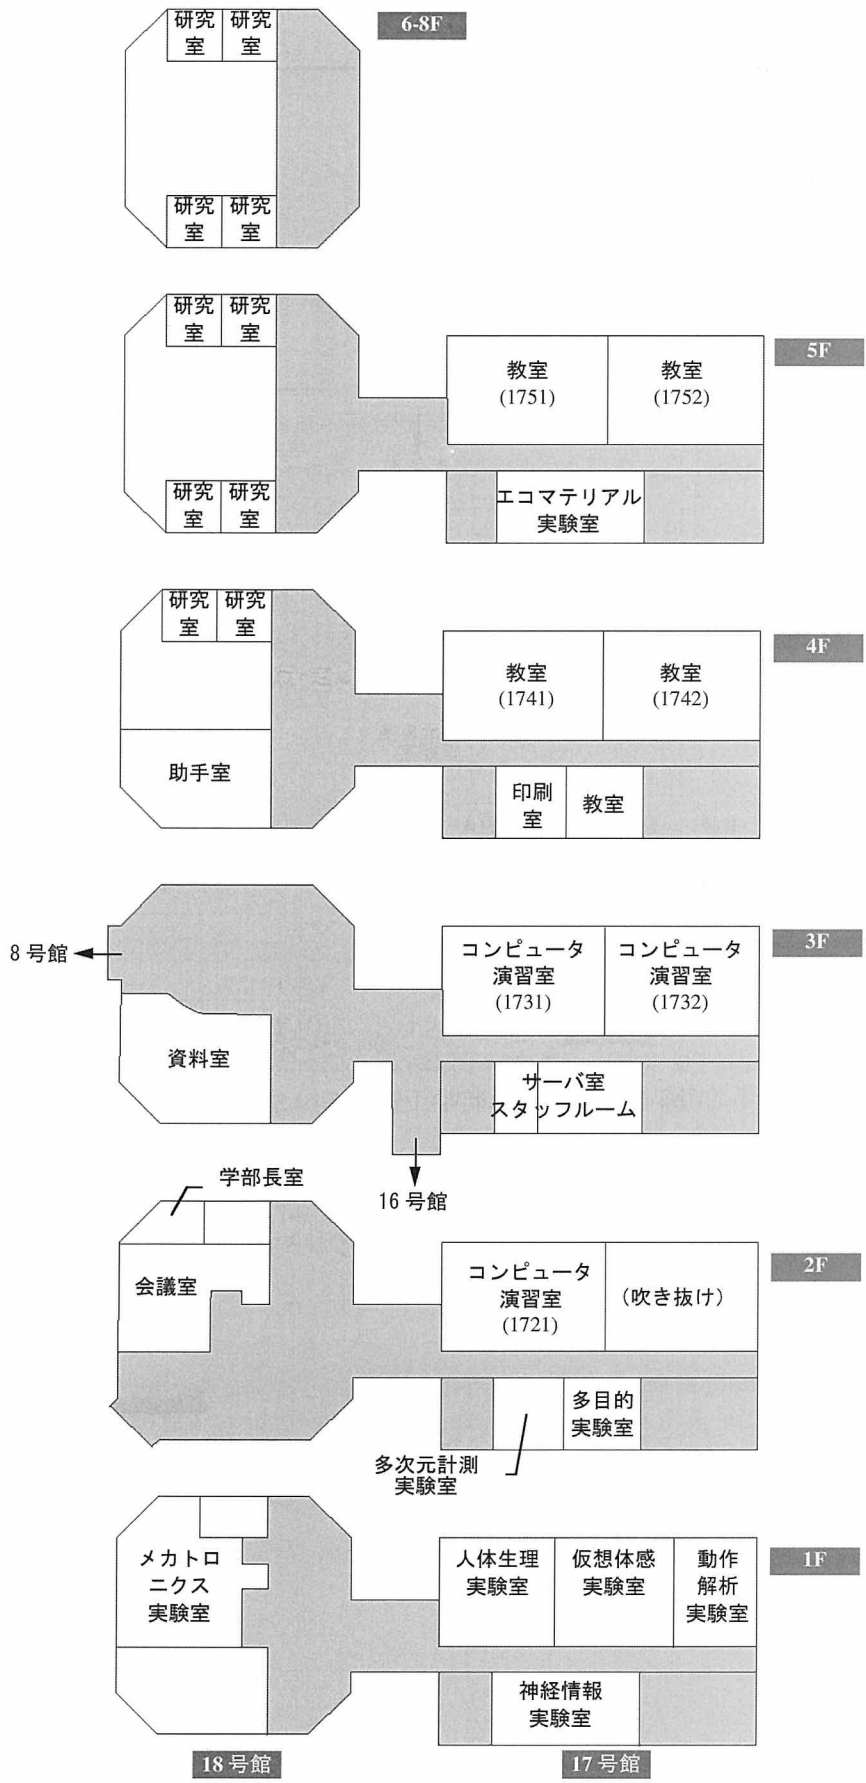 研究室
研究室
6-8F
研究室
研究室
研究室
研究室
5F
教室
(1751)
教室
(1752)
研究室
研究室
エコマテリアル
実験室
研究室
研究室
4F
教室
(1741)
教室
(1742)
助手室
印刷
室
教室
3F
8号館
コンピュータ
演習室
(1731)
コンピュータ
演習室
(1732)
資料室
サーバ室
スタッフルーム
16号館
学部長室
2F
会議室
コンピュータ
演習室
(1721)
(吹き抜け)
多目的
実験室
多次元計測
実験室
1F
メカトロ
ニクス
実験室
人体生理
実験室
仮想体感
実験室
動作
解析
実験室
神経情報
実験室
18号館
17号館